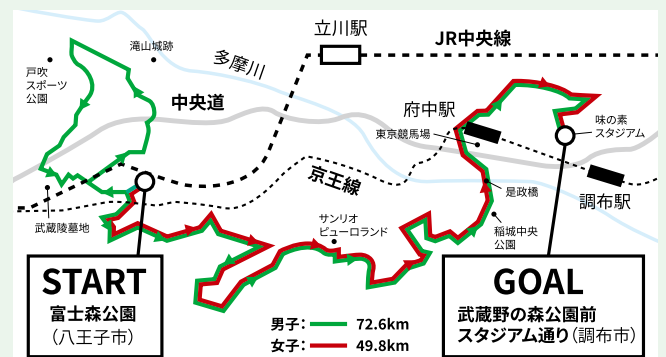 立川駅
JR中央線
滝山城跡
多摩川
戸吹
スポーツ
公園
中央道
府中駅
味の素
スタジアム
東京競馬場
京王線
是政橋
調布駅
武蔵陵墓地
サンリオ
ピューロランド
稲城中央
公園
START
富士森公園
（八王子市）
GOAL
武蔵野の森公園前
スタジアム通り（調布市）
男子： 72.6km
女子： 49.8km